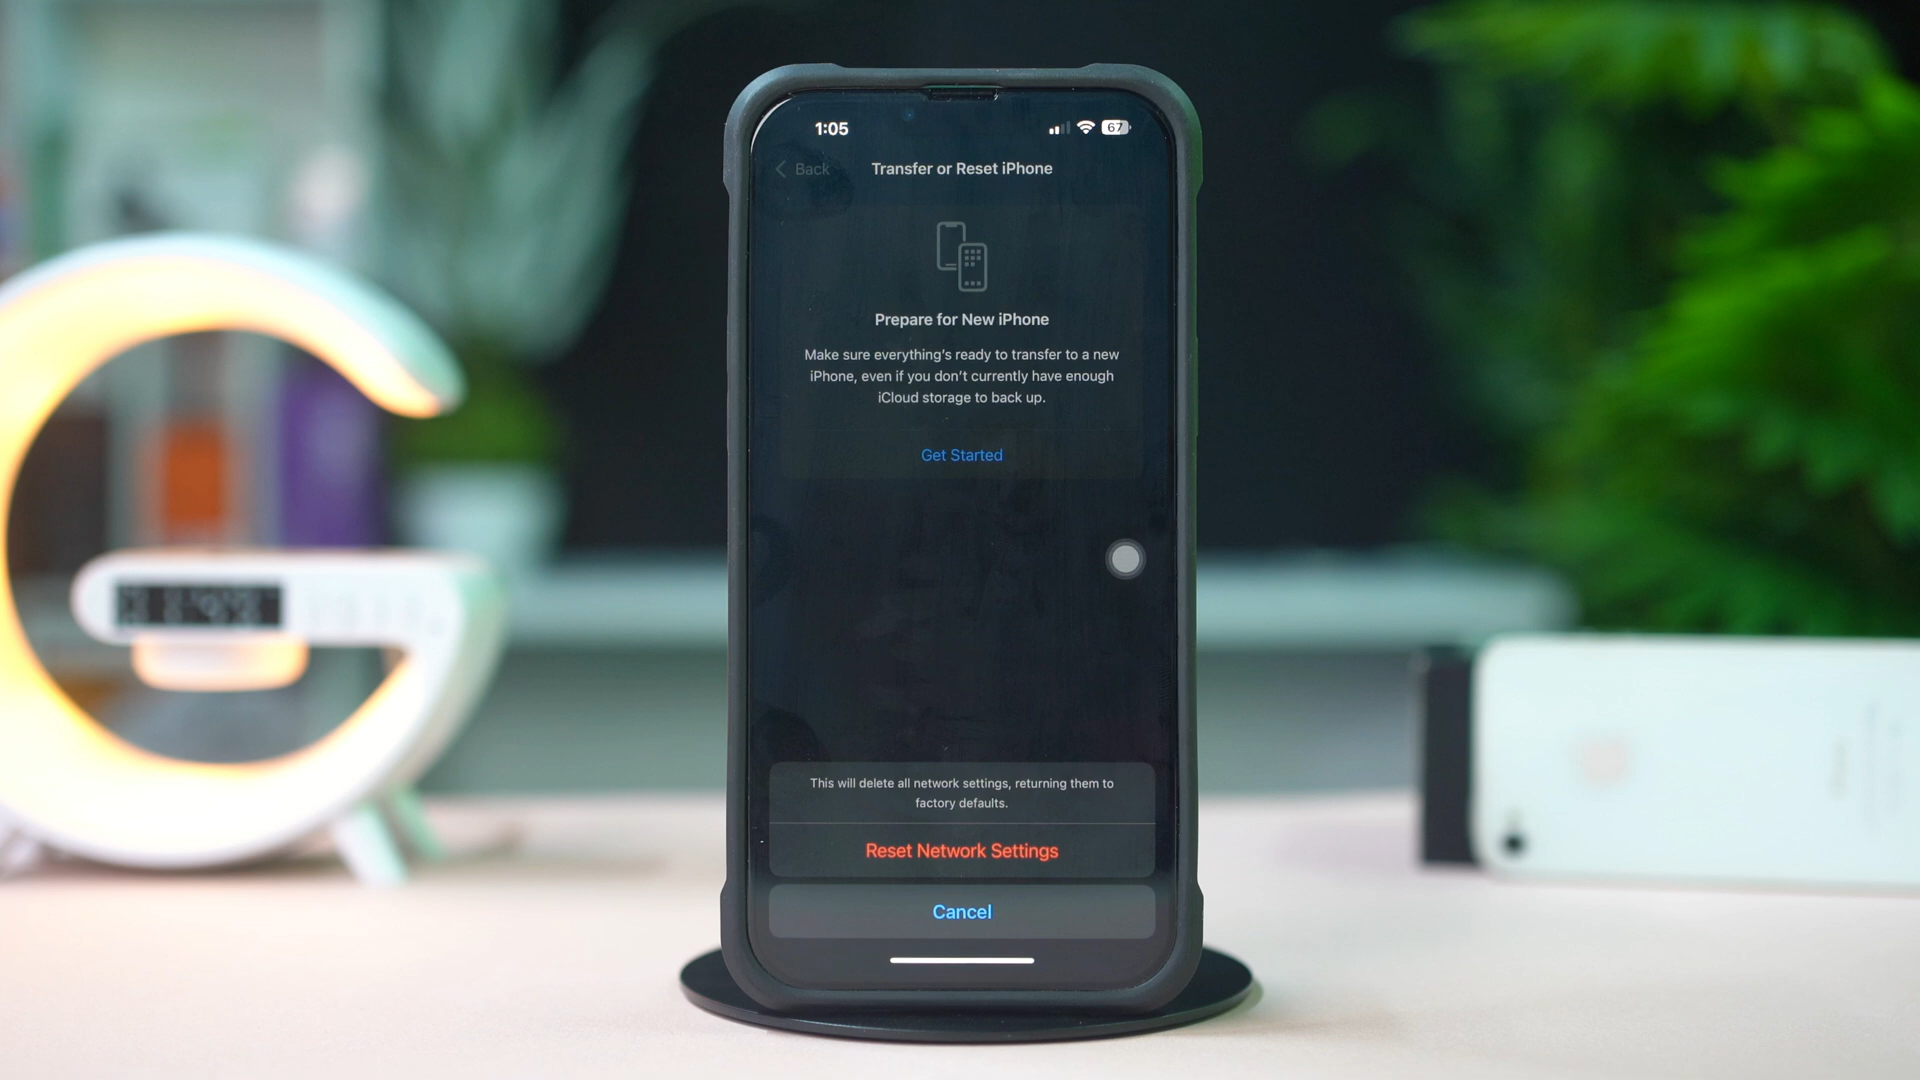 1:05
67
Back
Transfer or Reset iPhone
Prepare for New iPhone
Make sure everything's ready to transfer to a new
iPhone, even if you don't currently have enough
iCloud storage to back up.
Get Started
This will delete all network settings, returning them to
factory defaults.
Reset Network Settings
Cancel